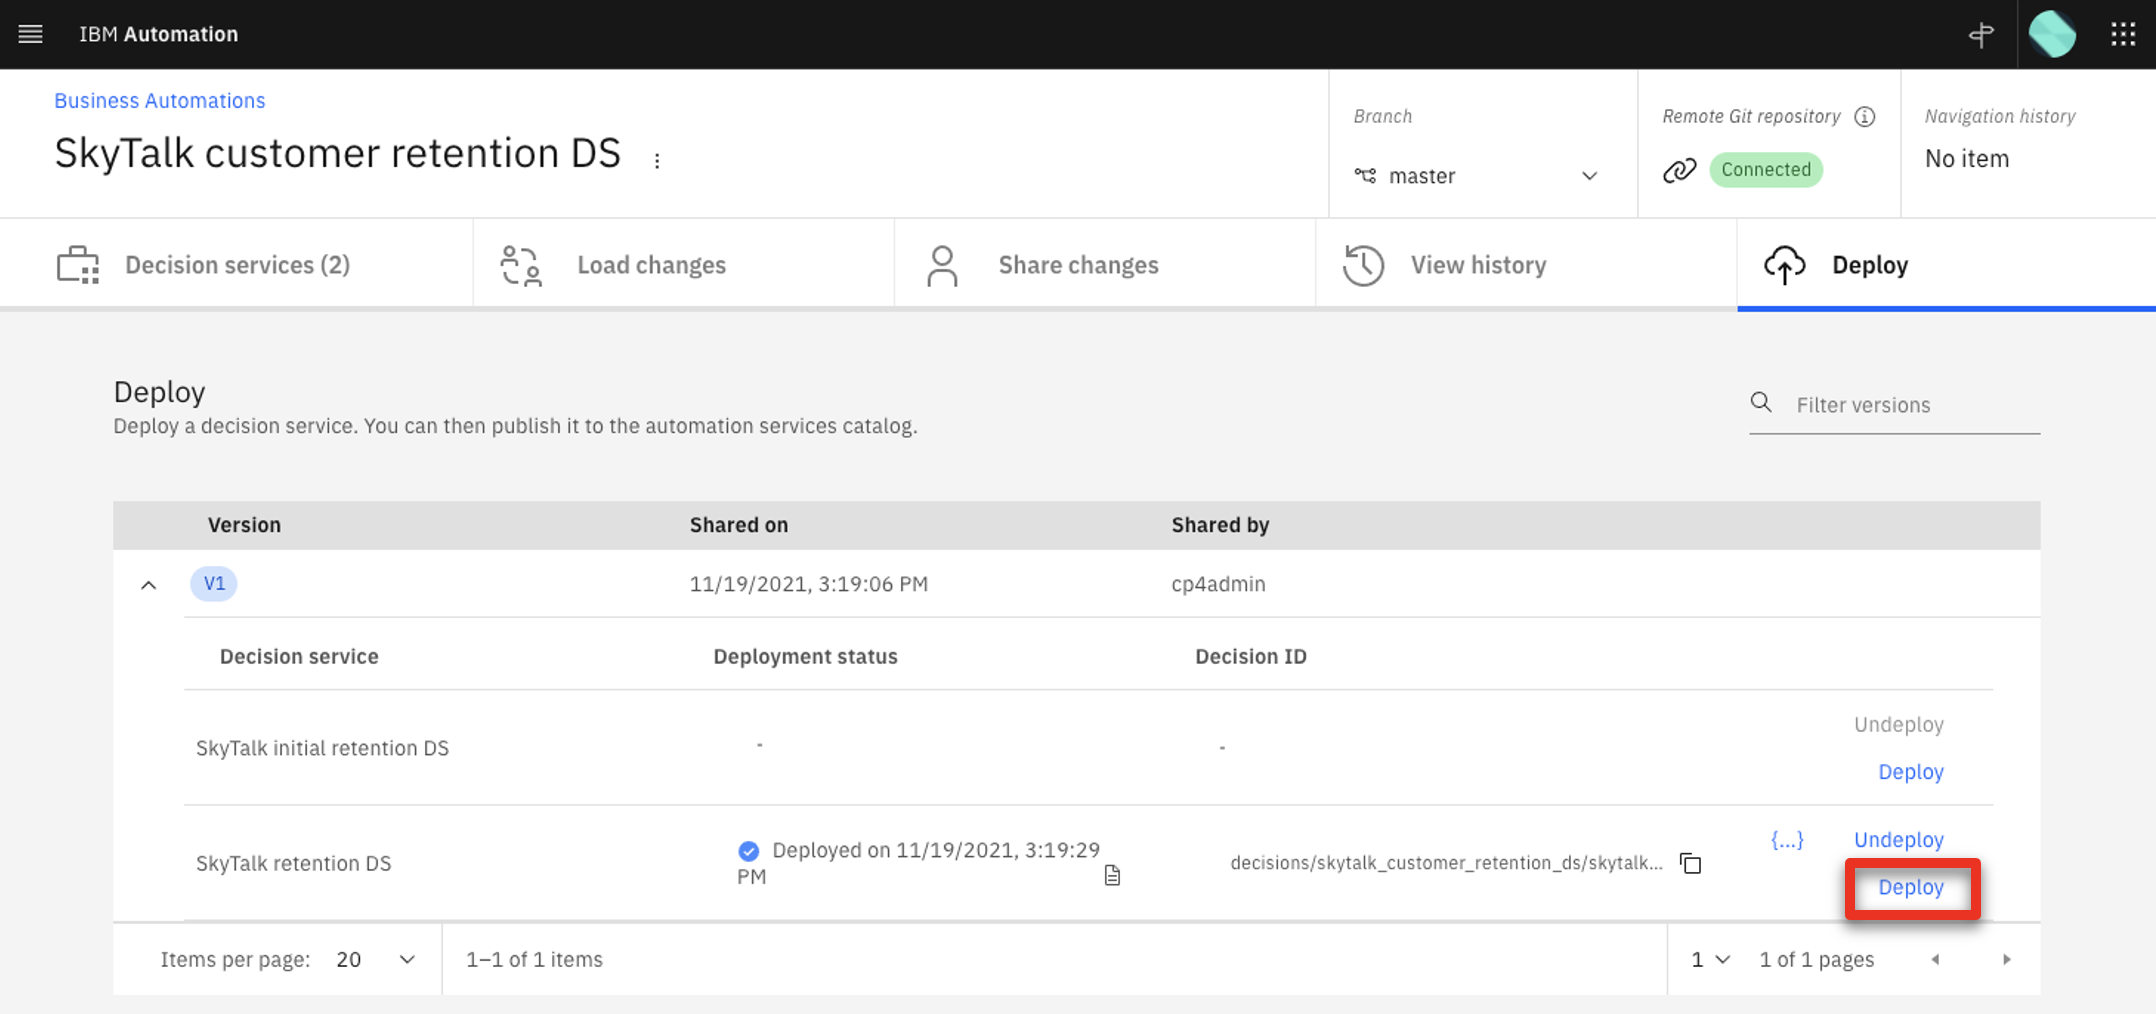 IBM Automation
Business Automations
SkyTalk customer retention DS
Branch
master
Remote Git repository
Connected
Navigation history
No item
Decision services (2)
Load changes
Share changes
View history
Deploy
Deploy
Deploy a decision service. You can then publish it to the automation services catalog.
Filter versions
Version Shared on Shared by
V1 11/19/2021, 3:19:06 PM cp4admin
Decision service Deployment status Decision ID
SkyTalk initial retention DS - -
Undeploy
Deploy
SkyTalk retention DS
Deployed on 11/19/2021, 3:19:29
PM
decisions/skytalk_customer_retention_ds/skytalk...
{...}
Undeploy
Deploy
Items per page: 20
1–1 of 1 items
1
1 of 1 pages